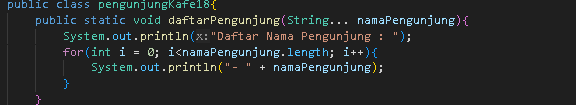 public class pengunjungKafe18{
public static void daftarPengunjung(String... namaPengunjung){
System.out.println(x:"Daftar Nama Pengunjung : ");
for(int i = 0; i<namaPengunjung.length; i++){
System.out.println("- " + namaPengunjung);
}
}